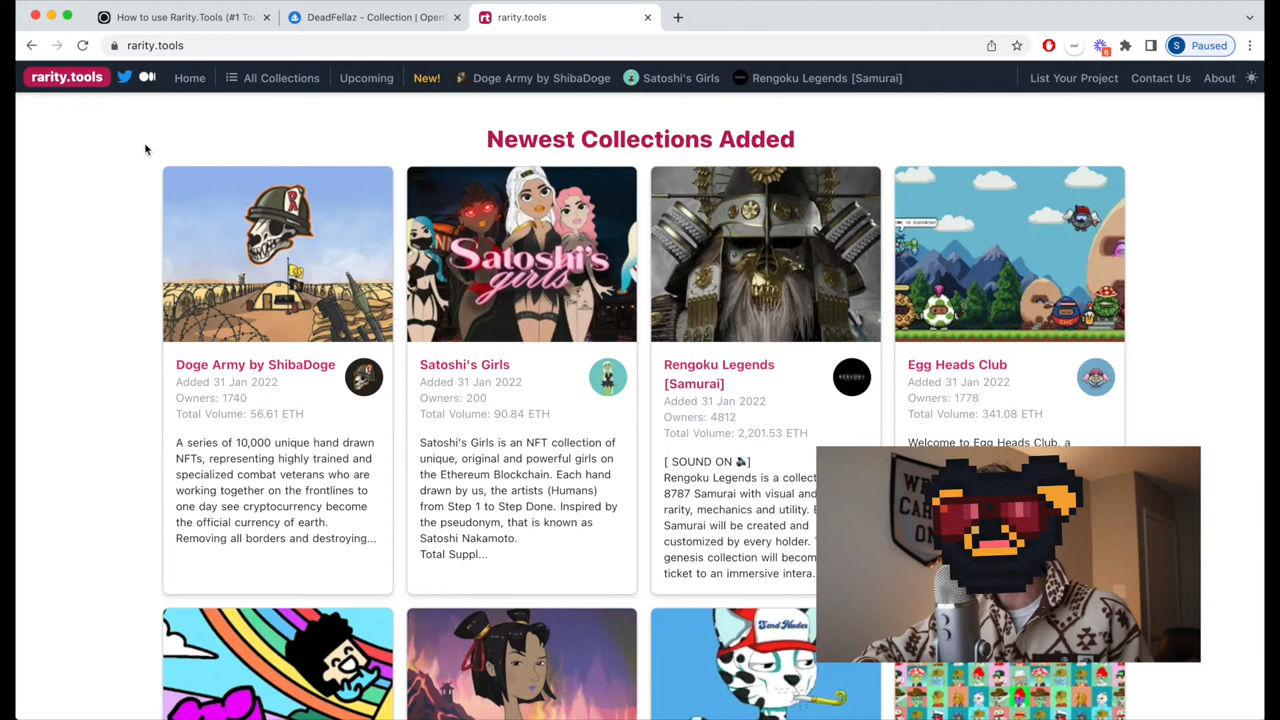 How to use Rarity.Tools (#1 To
DeadFellaz - Collection | Open
rarity.tools
rarity.tools
S Paused
rarity.tools Home All Collections Upcoming New! Doge Army by ShibaDoge Satoshi's Girls Rengoku Legends [Samurai] List Your Project Contact Us About
Newest Collections Added
Satoshi's
girls
Doge Army by ShibaDoge
Added 31 Jan 2022
Owners: 1740
Total Volume: 56.61 ETH
A series of 10,000 unique hand drawn
NFTs, representing highly trained and
specialized combat veterans who are
working together on the frontlines to
one day see cryptocurrency become
the official currency of earth.
Removing all borders and destroying...
Satoshi's Girls
Added 31 Jan 2022
Owners: 200
Total Volume: 90.84 ETH
Satoshi's Girls is an NFT collection of
unique, original and powerful girls on
the Ethereum Blockchain. Each hand
drawn by us, the artists (Humans)
from Step 1 to Step Done. Inspired by
the pseudonym, that is known as
Satoshi Nakamoto.
Total Suppl...
Rengoku Legends
[Samurai]
Added 31 Jan 2022
Owners: 4812
Total Volume: 2,201.53 ETH
[ SOUND ON 🔊]
Rengoku Legends is a collect
8787 Samurai with visual and
rarity, mechanics and utility. E
Samurai will be created and
customized by every holder. T
genesis collection will becom
ticket to an immersive intera.
Egg Heads Club
Added 31 Jan 2022
Owners: 1778
Total Volume: 341.08 ETH
Welcome to Egg Heads Club, a
Send Nudes